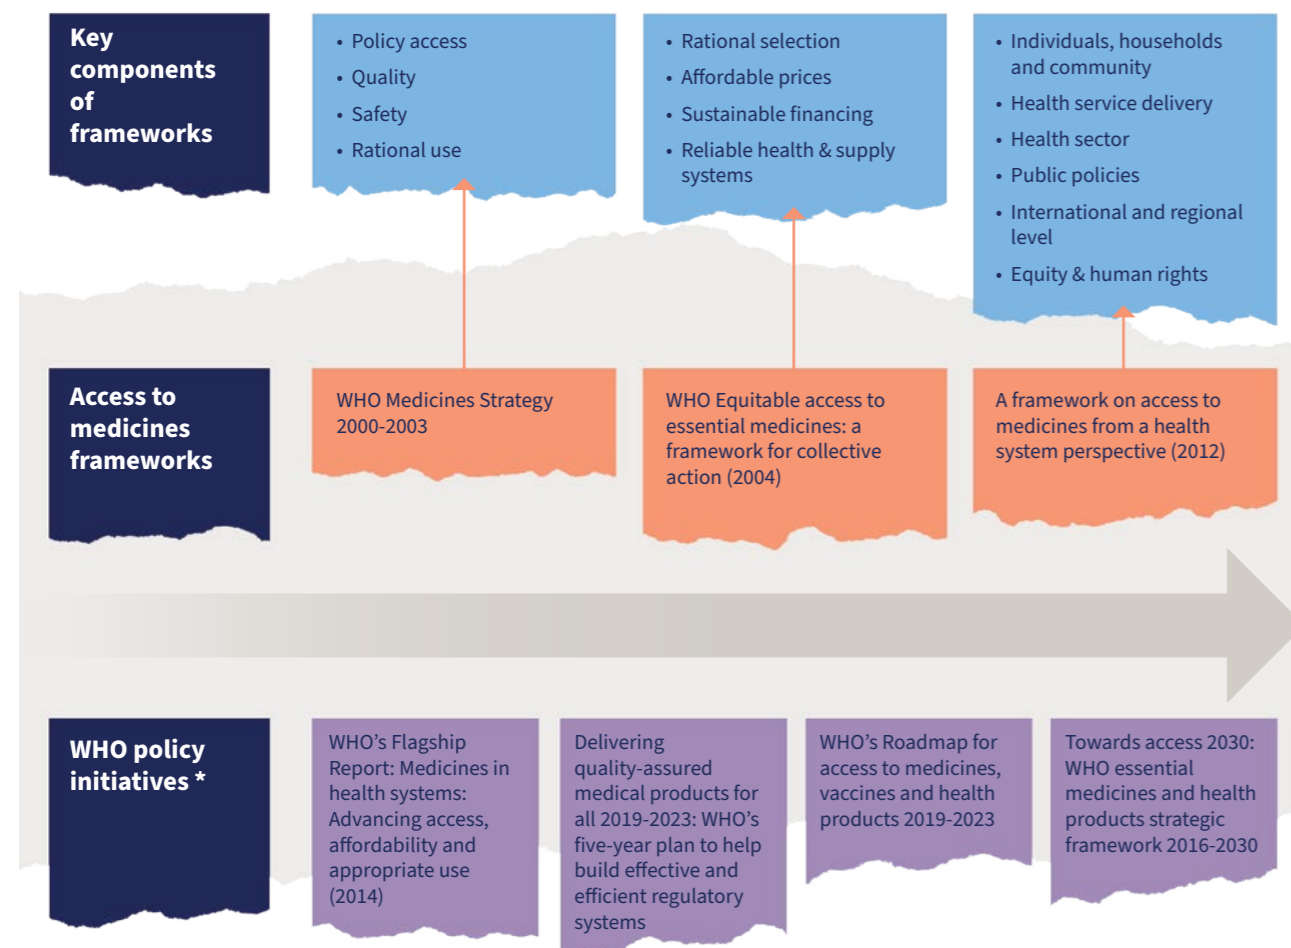 Key
components
of
frameworks
• Policy access
• Quality
• Safety
• Rational use
• Rational selection
• Affordable prices
• Sustainable financing
• Reliable health & supply
systems
• Individuals, households
and community
• Health service delivery
• Health sector
• Public policies
• International and regional
level
• Equity & human rights
Access to
medicines
frameworks
WHO Medicines Strategy
2000-2003
WHO Equitable access to
essential medicines: a
framework for collective
action (2004)
A framework on access to
medicines from a health
system perspective (2012)
WHO policy
initiatives *
WHO’s Flagship
Report: Medicines in
health systems:
Advancing access,
affordability and
appropriate use
(2014)
Delivering
quality-assured
medical products for
all 2019-2023: WHO’s
five-year plan to help
build effective and
efficient regulatory
systems
WHO’s Roadmap for
access to medicines,
vaccines and health
products 2019-2023
Towards access 2030:
WHO essential
medicines and health
products strategic
framework 2016-2030